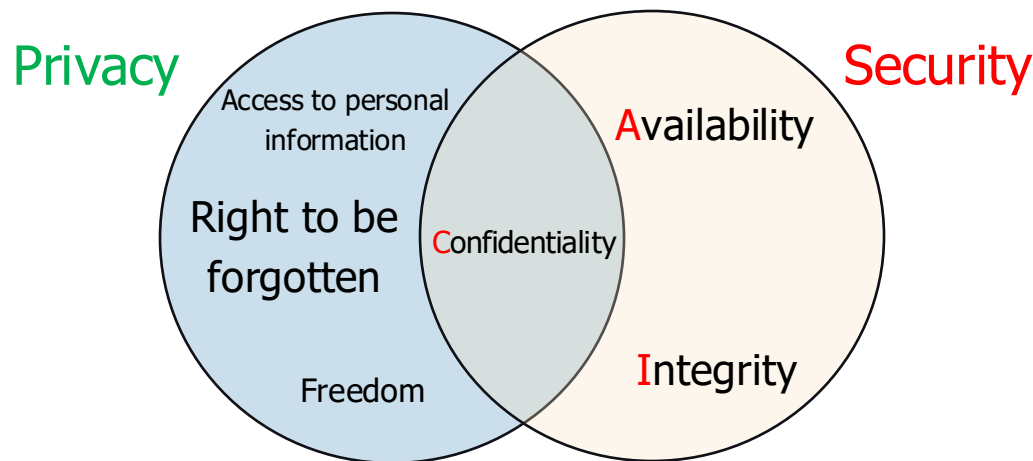 Privacy
Security
Access to personal
information
Availability
Right to be
forgotten
Confidentiality
Integrity
Freedom